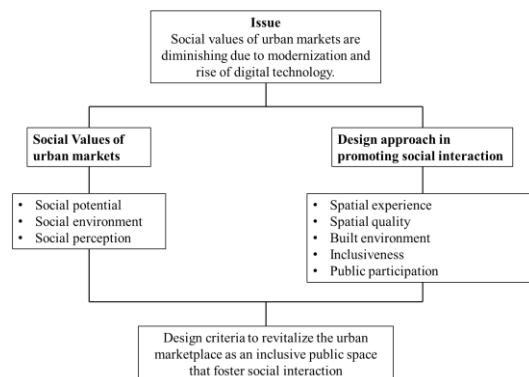 Issue
Social values of urban markets are
diminishing due to modernization and
rise of digital technology.
Social Values of
urban markets
Design approach in
promoting social interaction
• Social potential
• Social environment
• Social perception
• Spatial experience
• Spatial quality
• Built environment
• Inclusiveness
• Public participation
Design criteria to revitalize the urban
marketplace as an inclusive public space
that foster social interaction